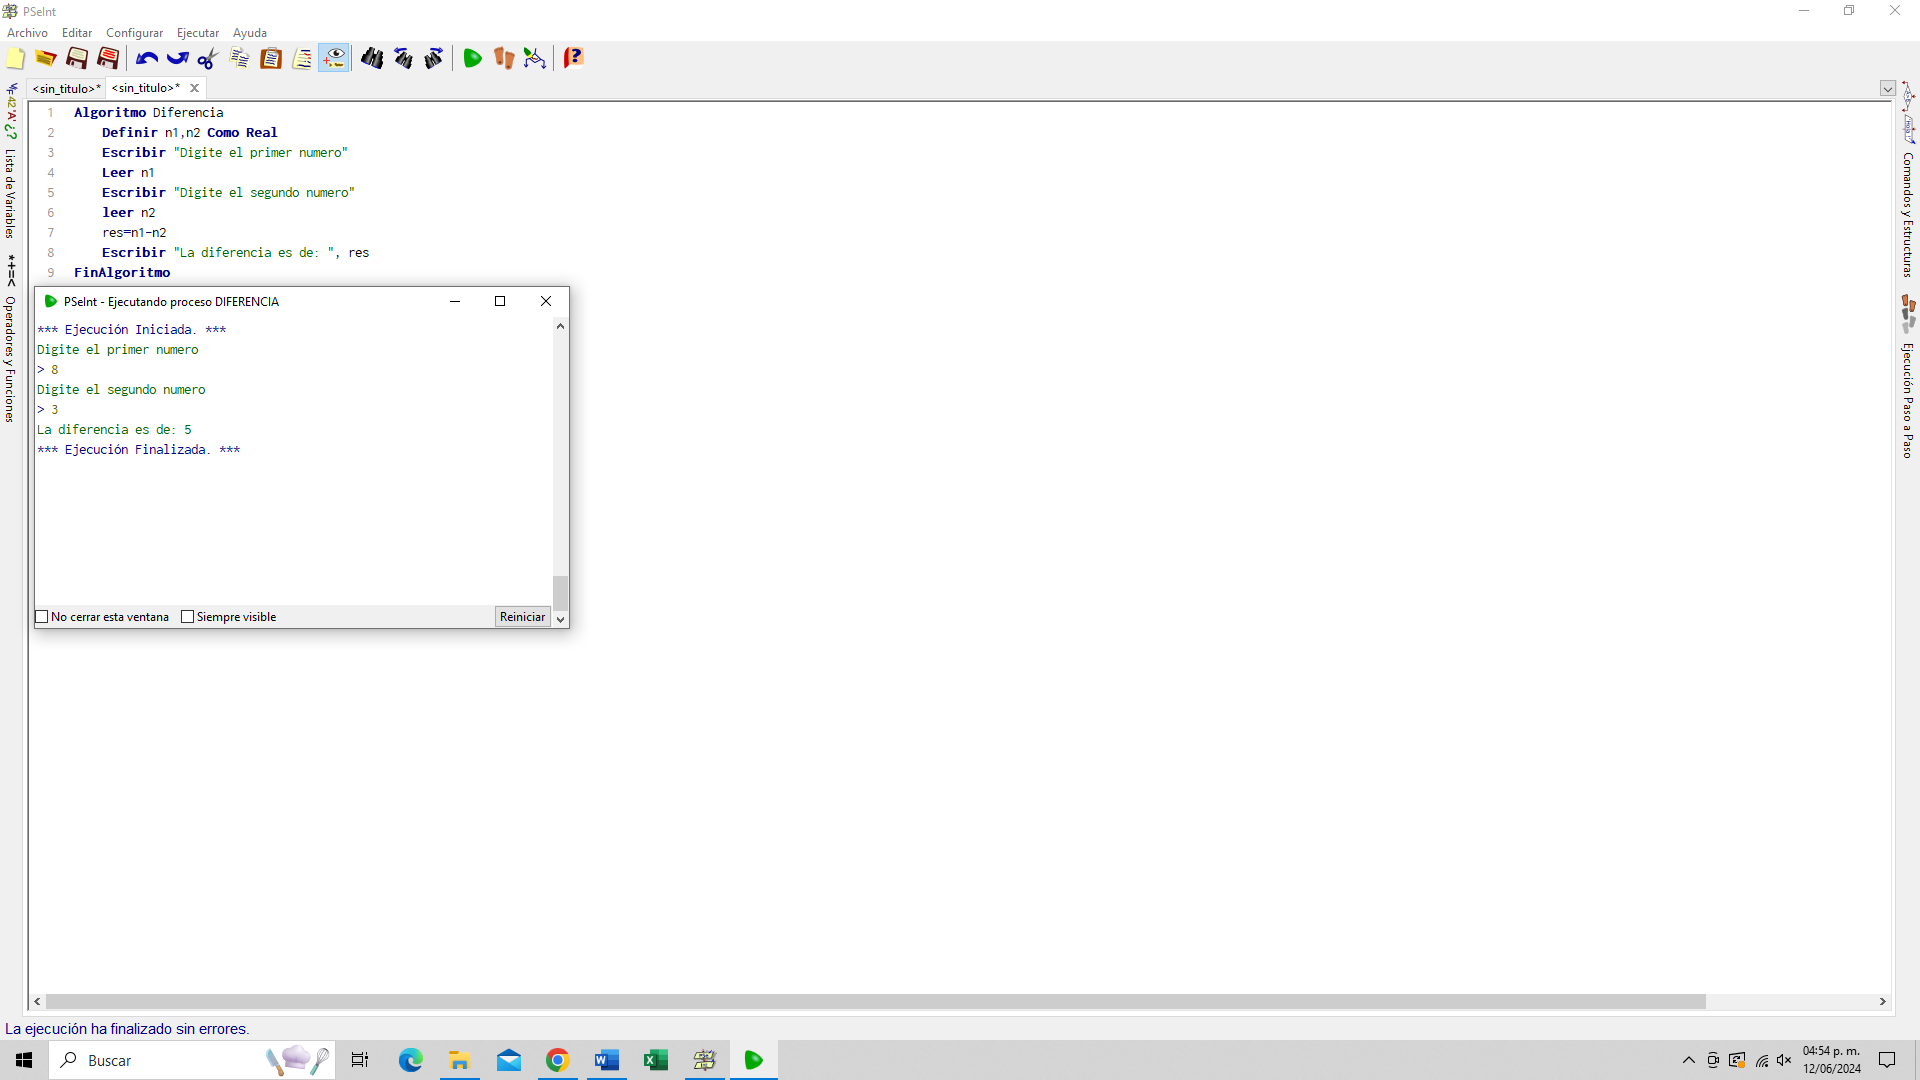 PSeInt
Archivo Editar Configurar Ejecutar Ayuda
<sin_titulo>* <sin_titulo>*
1 Algoritmo Diferencia
2 Definir n1,n2 Como Real
3 Escribir "Digite el primer numero"
4 Leer n1
5 Escribir "Digite el segundo numero"
6 leer n2
7 res=n1-n2
8 Escribir "La diferencia es de: ", res
9 FinAlgoritmo
PSeInt - Ejecutando proceso DIFERENCIA
*** Ejecución Iniciada. ***
Digite el primer numero
> 8
Digite el segundo numero
> 3
La diferencia es de: 5
*** Ejecución Finalizada. ***
No cerrar esta ventana Siempre visible Reiniciar
Lista de Variables
*+=< Operadores y Funciones
Comandos y Estructuras
Ejecución Paso a Paso
La ejecución ha finalizado sin errores.
Buscar
04:54 p. m.
12/06/2024